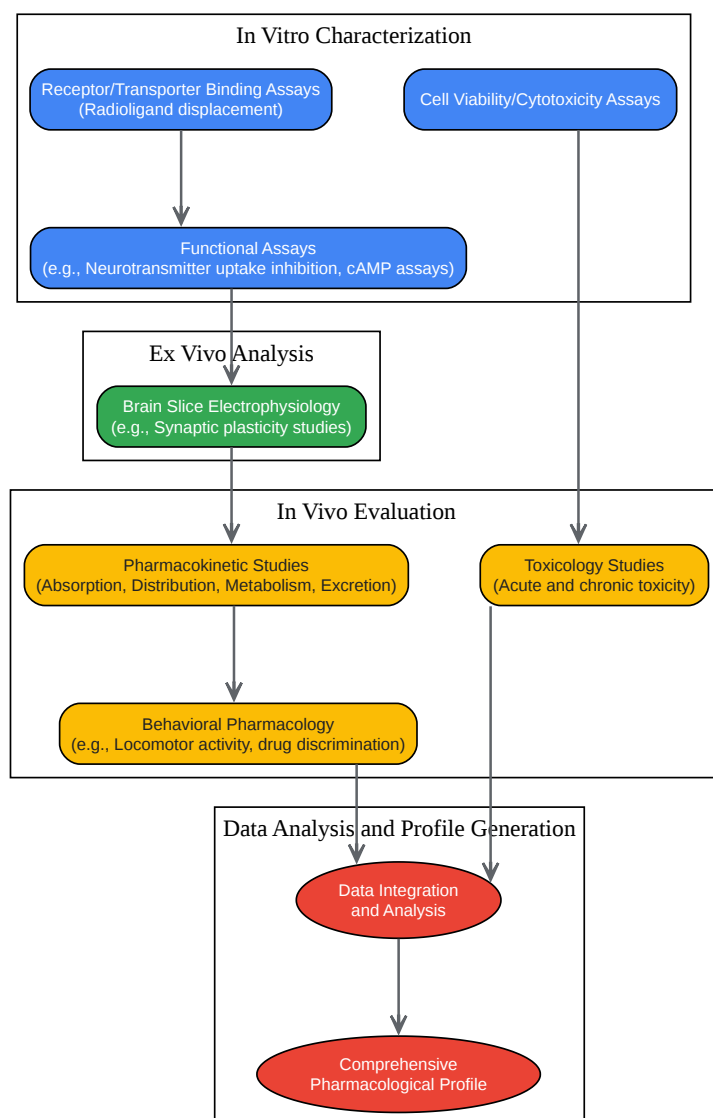 In Vitro Characterization
Receptor/Transporter Binding Assays
(Radioligand displacement)
Cell Viability/Cytotoxicity Assays
Functional Assays
(e.g., Neurotransmitter uptake inhibition, cAMP assays)
Ex Vivo Analysis
Brain Slice Electrophysiology
(e.g., Synaptic plasticity studies)
In Vivo Evaluation
Pharmacokinetic Studies
(Absorption, Distribution, Metabolism, Excretion)
Toxicology Studies
(Acute and chronic toxicity)
Behavioral Pharmacology
(e.g., Locomotor activity, drug discrimination)
Data Analysis and Profile Generation
Data Integration
and Analysis
Comprehensive
Pharmacological Profile